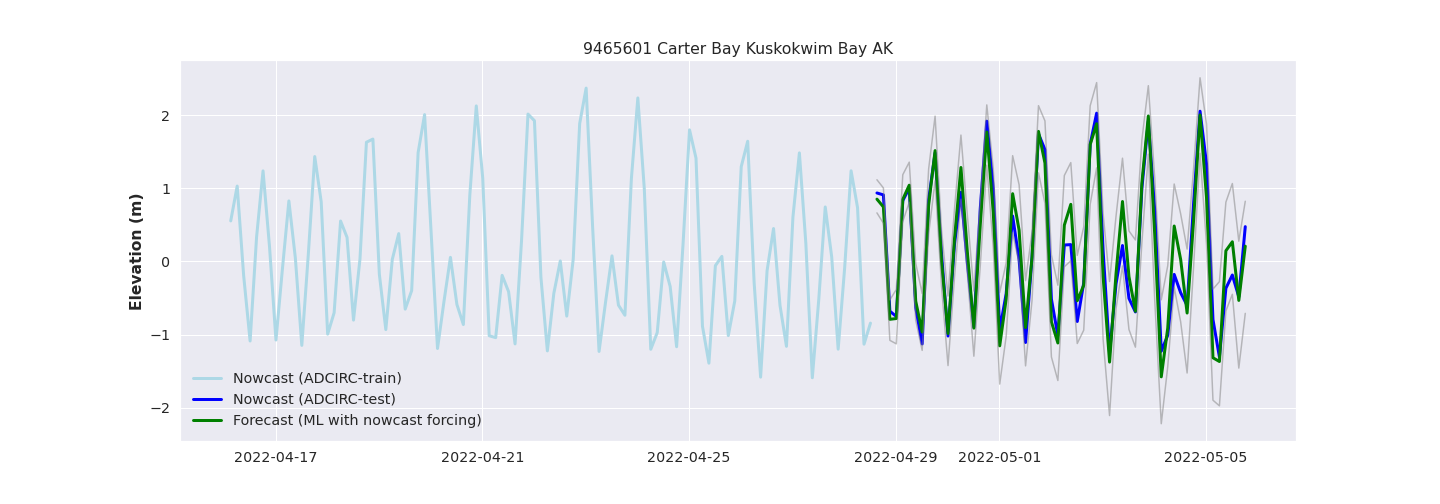 9465601 Carter Bay Kuskokwim Bay AK
Elevation (m)
2
1
0
−1
−2
Nowcast (ADCIRC-train)
Nowcast (ADCIRC-test)
Forecast (ML with nowcast forcing)
2022-04-17
2022-04-21
2022-04-25
2022-04-29
2022-05-01
2022-05-05